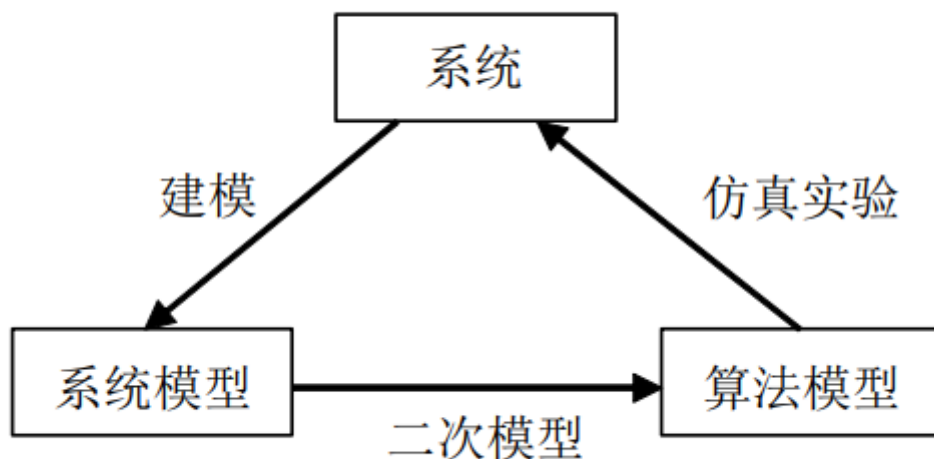 系统
建模
仿真实验
系统模型
二次模型
算法模型